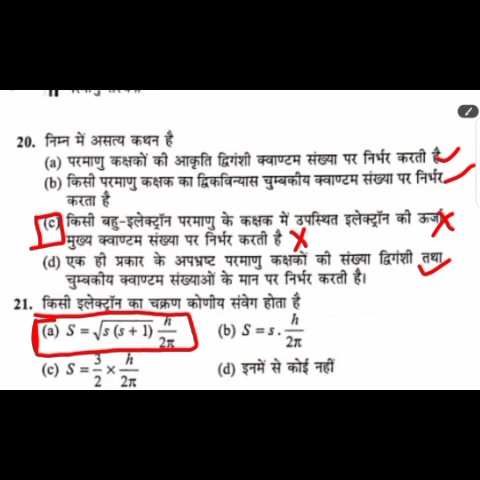 20. निम्न में असत्य कथन है
(a) परमाणु कक्षकों की आकृति द्विगंशी क्वाण्टम संख्या पर निर्भर करती है
(b) किसी परमाणु कक्षक का द्विकविन्यास चुम्बकीय क्वाण्टम संख्या पर निर्भर
करता है
(c) किसी बहु-इलेक्ट्रॉन परमाणु के कक्षक में उपस्थित इलेक्ट्रॉन की ऊर्जा
मुख्य क्वाण्टम संख्या पर निर्भर करती है
(d) एक ही प्रकार के अपभ्रष्ट परमाणु कक्षकों की संख्या द्विगंशी तथा
चुम्बकीय क्वाण्टम संख्याओं के मान पर निर्भर करती है।
21. किसी इलेक्ट्रॉन का चक्रण कोणीय संवेग होता है
(a) S = √s (s + 1) h/2π (b) S = s . h/2π
(c) S = 3/2 × h/2π (d) इनमें से कोई नहीं